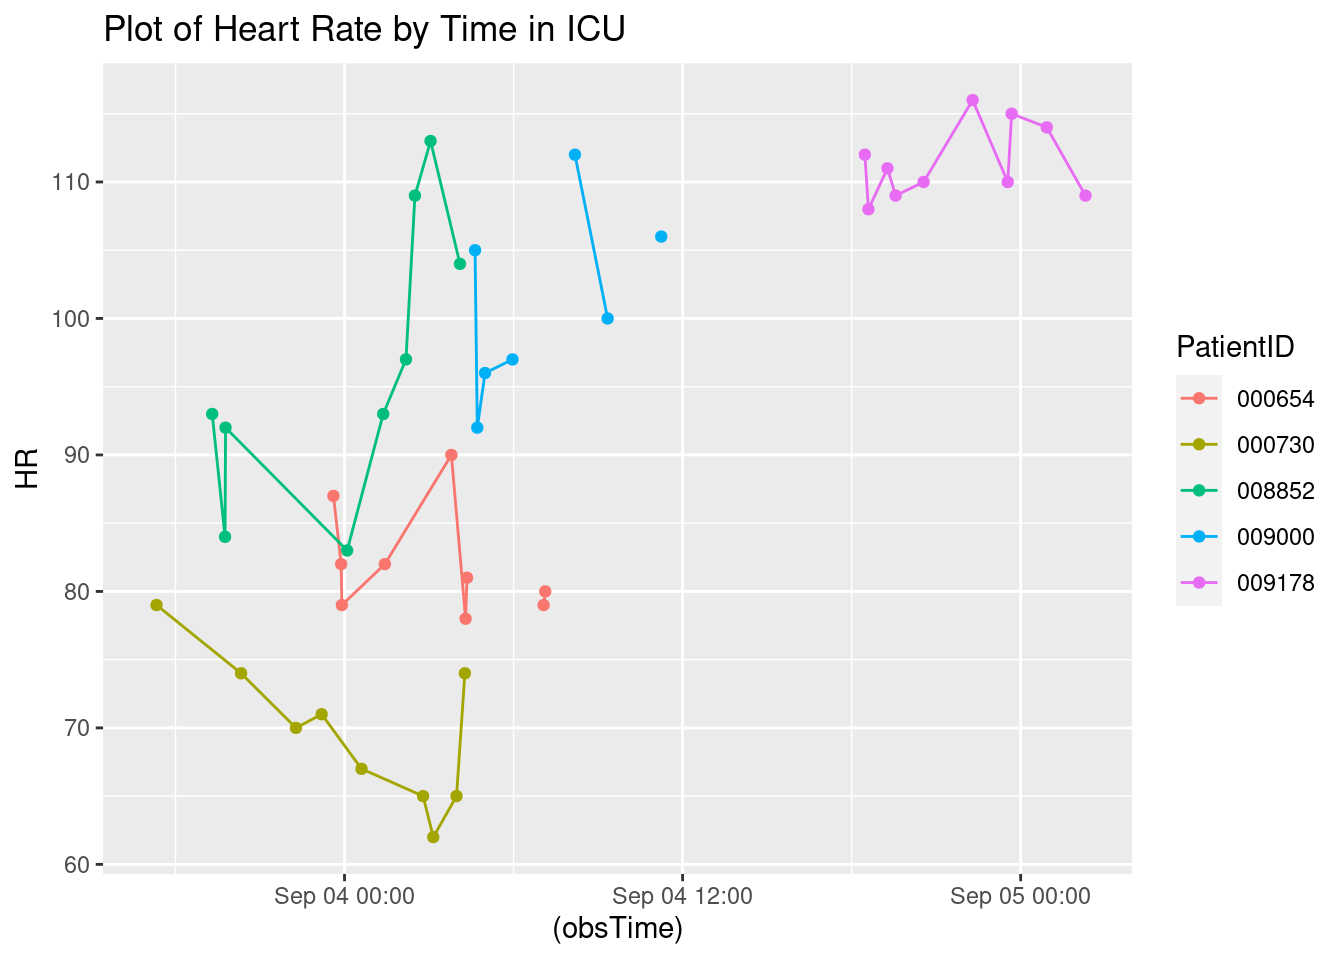 Plot of Heart Rate by Time in ICU
HR
110
100
90
80
70
60
Sep 04 00:00
Sep 04 12:00
Sep 05 00:00
(obsTime)
PatientID
000654
000730
008852
009000
009178